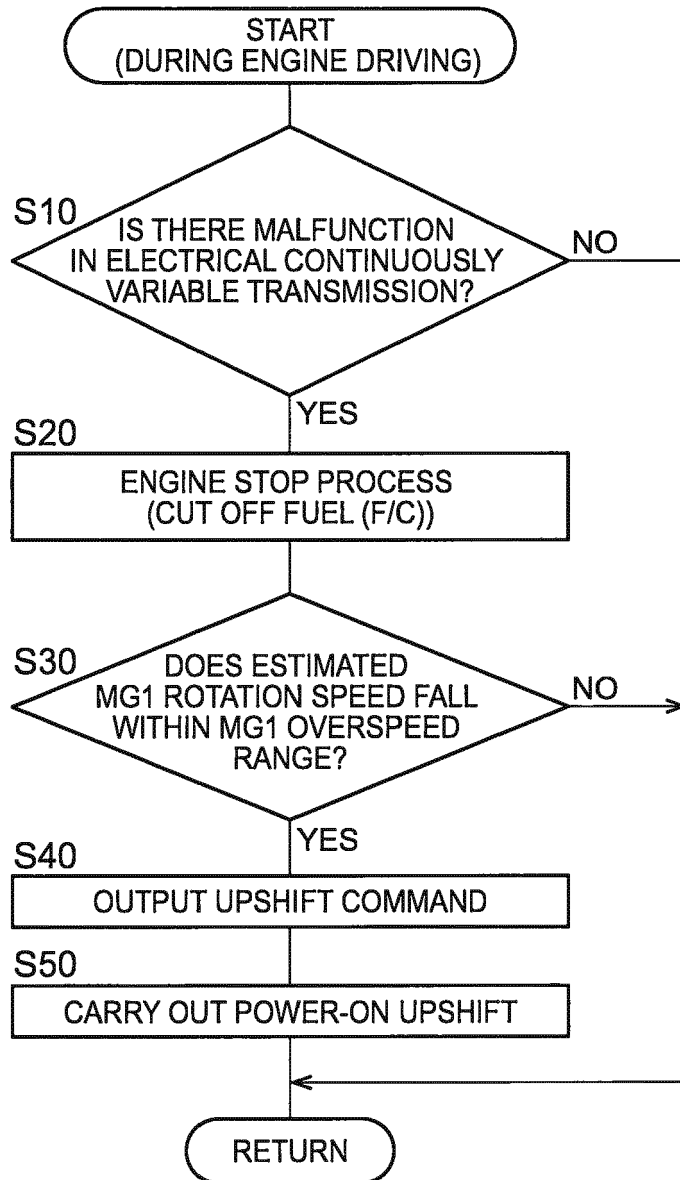 START
(DURING ENGINE DRIVING)
S10
IS THERE MALFUNCTION
IN ELECTRICAL CONTINUOUSLY
VARIABLE TRANSMISSION?
NO
YES
S20
ENGINE STOP PROCESS
(CUT OFF FUEL (F/C))
S30
DOES ESTIMATED
MG1 ROTATION SPEED FALL
WITHIN MG1 OVERSPEED
RANGE?
NO
YES
S40
OUTPUT UPSHIFT COMMAND
S50
CARRY OUT POWER-ON UPSHIFT
RETURN